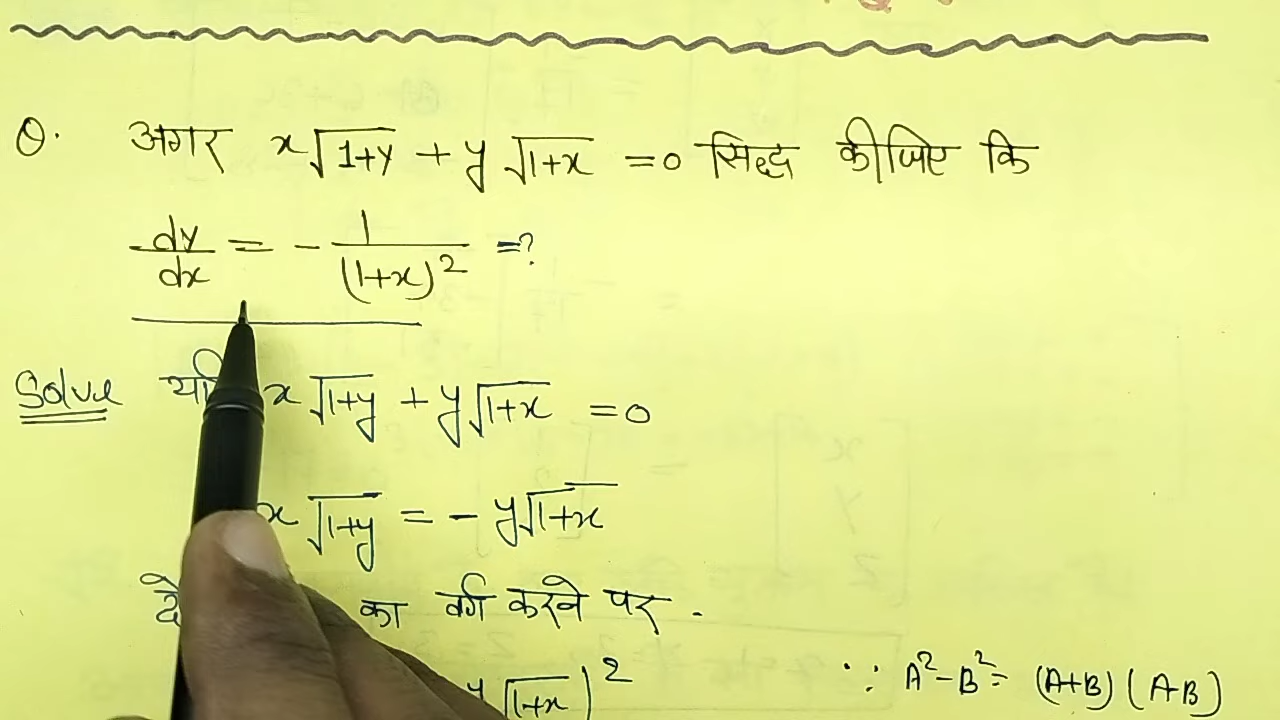 Q. अगर x√1+y + y√1+x = 0 सिद्ध कीजिए कि
dy/dx = - 1/(1+x)² =?
Solve x√1+y + y√1+x = 0
x√1+y = - y√1+x
का वर्ग करने पर .
y√1+x)² ∵ A²-B²= (A+B)(A-B)